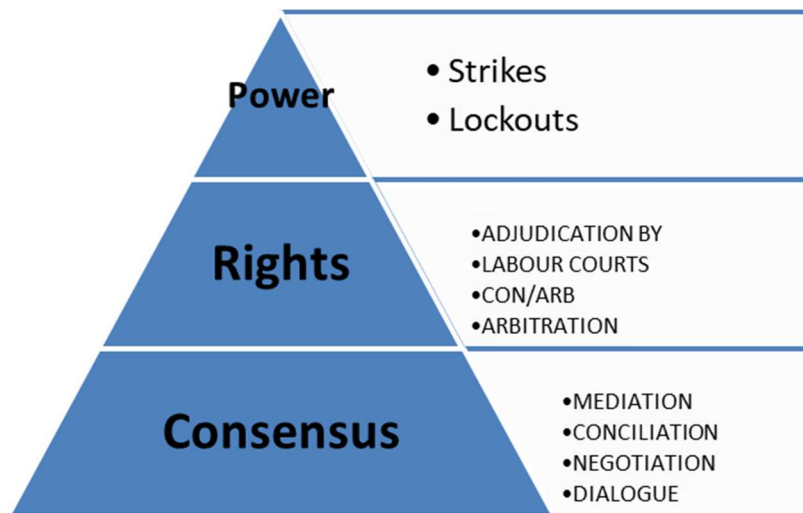 Power
• Strikes
• Lockouts
Rights
•ADJUDICATION BY
•LABOUR COURTS
•CON/ARB
•ARBITRATION
Consensus
•MEDIATION
•CONCILIATION
•NEGOTIATION
•DIALOGUE